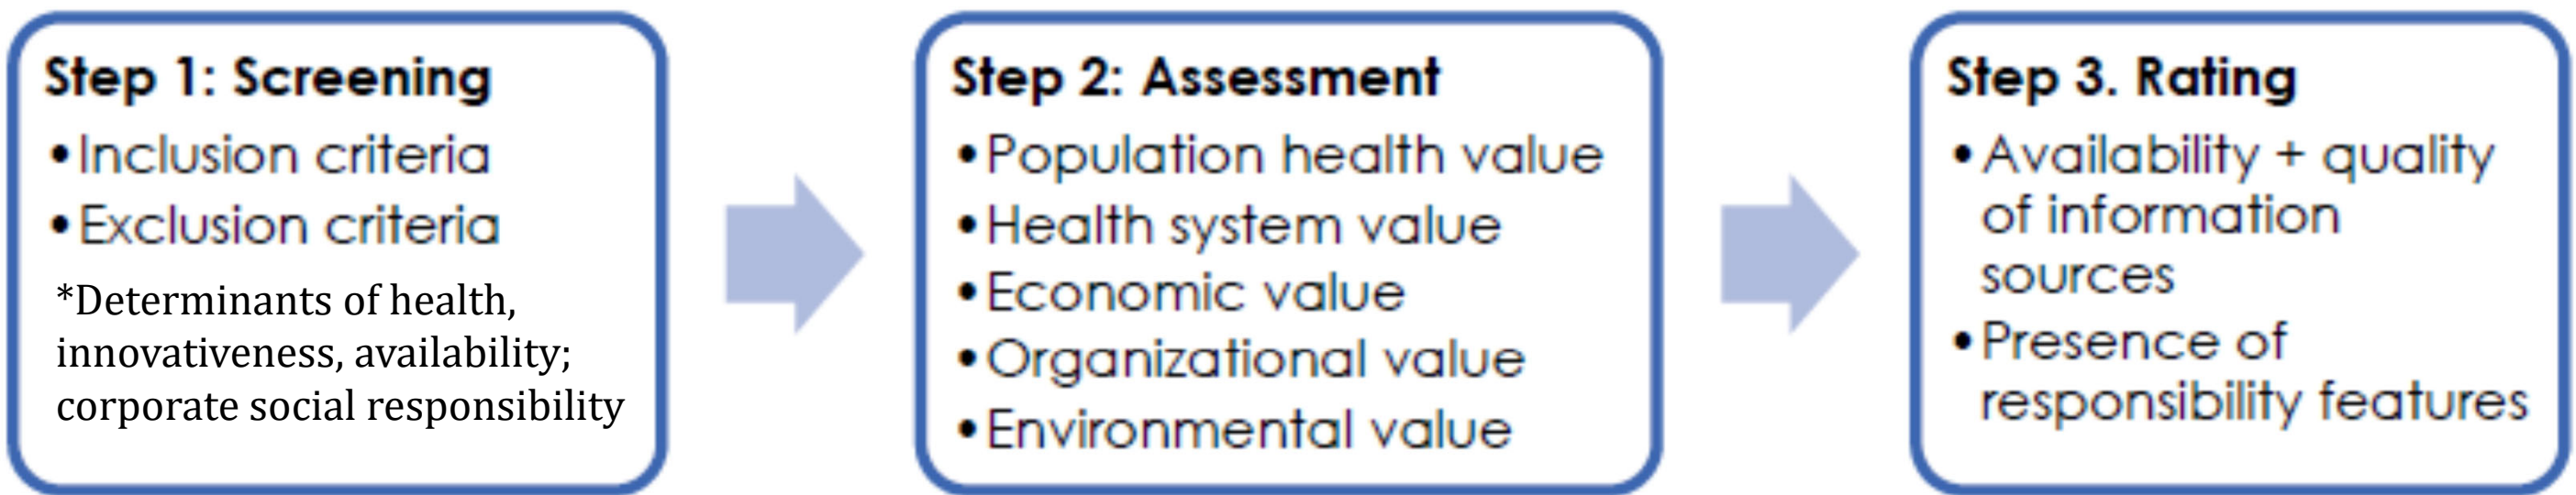 Step 1: Screening
•Inclusion criteria
•Exclusion criteria
*Determinants of health,
innovativeness, availability;
corporate social responsibility
Step 2: Assessment
•Population health value
•Health system value
•Economic value
•Organizational value
•Environmental value
Step 3. Rating
•Availability + quality
of information
sources
•Presence of
responsibility features